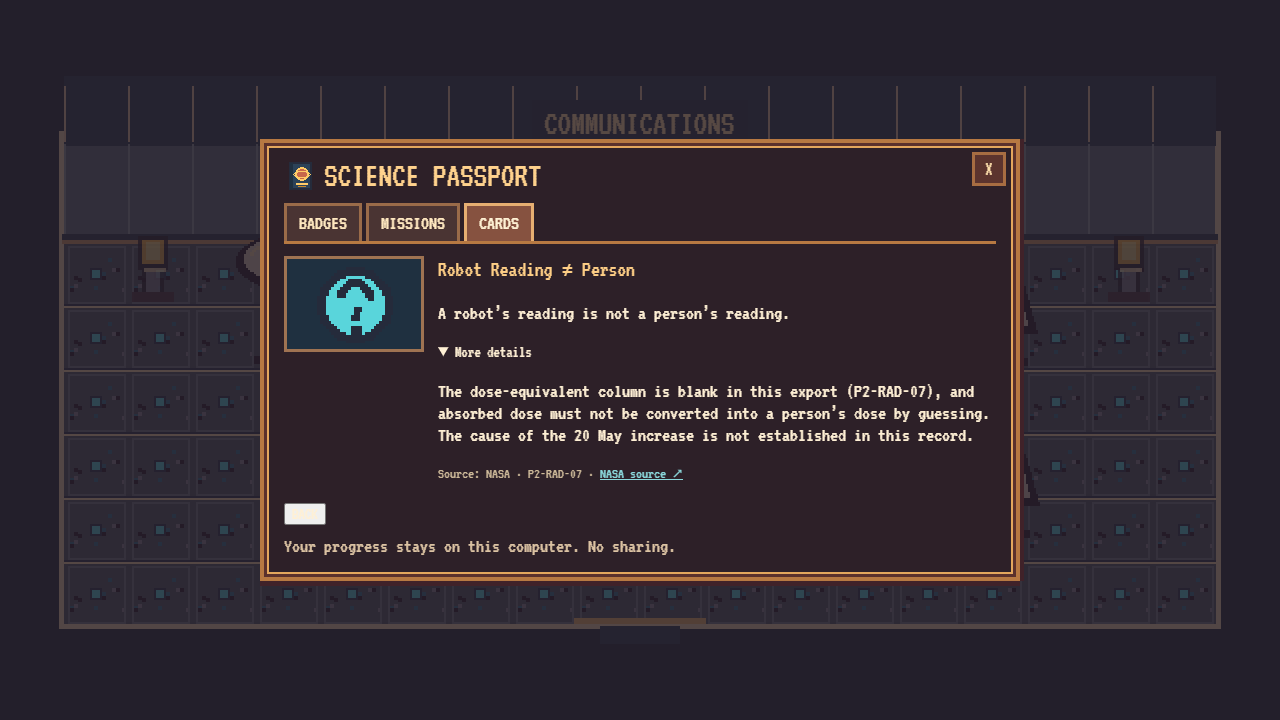 COMMUNICATIONS
SCIENCE PASSPORT
X
BADGES
MISSIONS
CARDS
Robot Reading ≠ Person
A robot's reading is not a person's reading.
▼ More details
The dose-equivalent column is blank in this export (P2-RAD-07), and
absorbed dose must not be converted into a person's dose by guessing.
The cause of the 20 May increase is not established in this record.
Source: NASA · P2-RAD-07 · NASA source ↗
Your progress stays on this computer. No sharing.